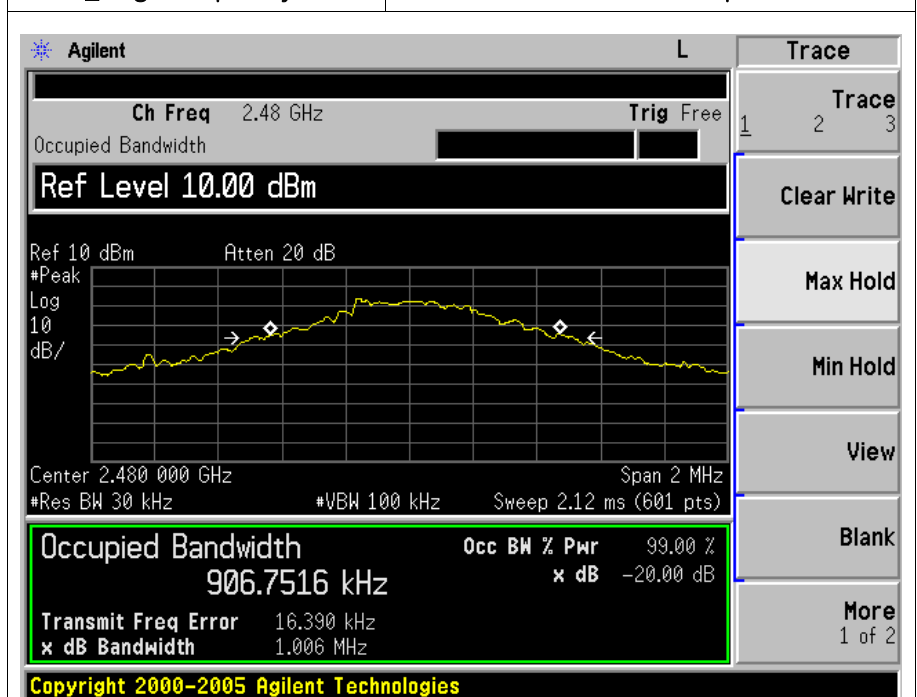 Agilent L Trace
Ch Freq 2.48 GHz Trig Free
Occupied Bandwidth
Trace
1 2 3
Ref Level 10.00 dBm
Clear Write
Ref 10 dBm Atten 20 dB
#Peak
Log
10
dB/
Max Hold
Min Hold
Center 2.480 000 GHz Span 2 MHz
#Res BW 30 kHz #VBW 100 kHz Sweep 2.12 ms (601 pts)
View
Occupied Bandwidth Occ BW % Pwr 99.00 %
906.7516 kHz x dB -20.00 dB
Blank
Transmit Freq Error 16.390 kHz
x dB Bandwidth 1.006 MHz
More
1 of 2
Copyright 2000-2005 Agilent Technologies